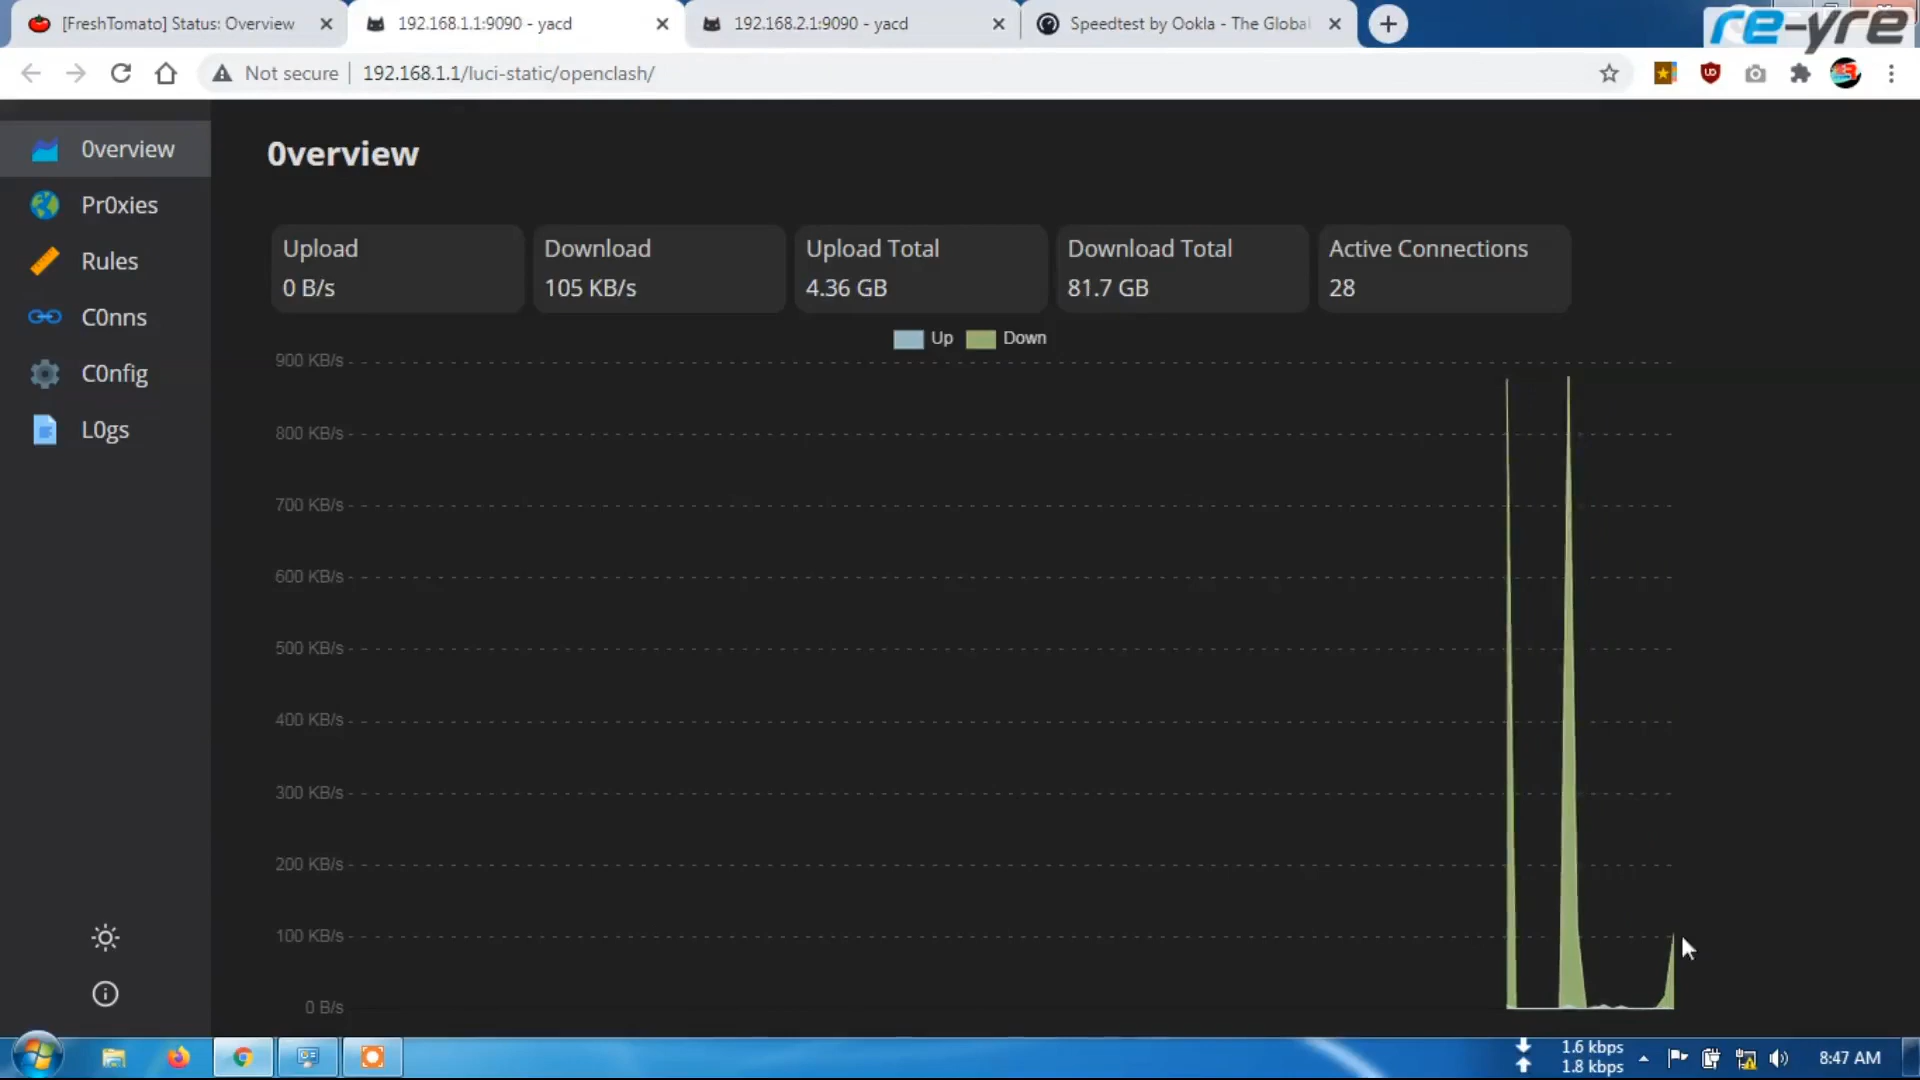 [FreshTomato] Status: Overview
192.168.1.1:9090 - yacd
192.168.2.1:9090 - yacd
Speedtest by Ookla - The Global
re-yre
Not secure
192.168.1.1/luci-static/openclash/
0verview
Pr0xies
Rules
C0nns
C0nfig
L0gs
0verview
Upload
0 B/s
Download
105 KB/s
Upload Total
4.36 GB
Download Total
81.7 GB
Active Connections
28
Up
Down
900 KB/s
800 KB/s
700 KB/s
600 KB/s
500 KB/s
400 KB/s
300 KB/s
200 KB/s
100 KB/s
0 B/s
1.6 kbps
1.8 kbps
8:47 AM